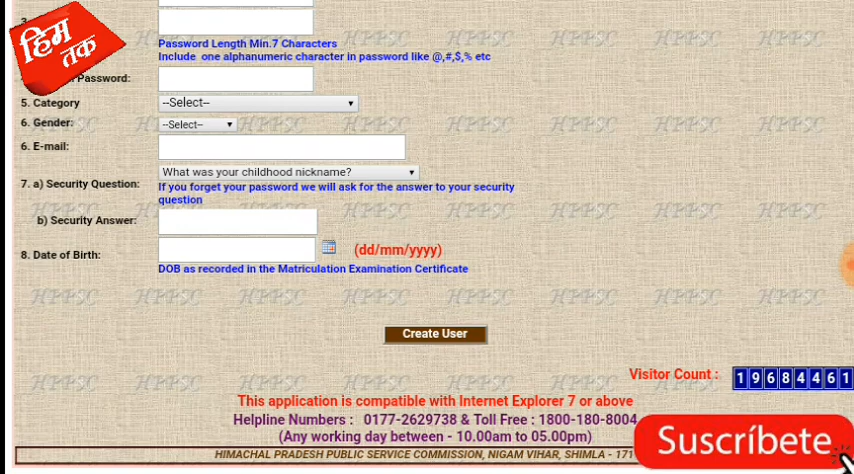 3.
हिम
तक
Password Length Min.7 Characters
Include one alphanumeric character in password like @,#,$,% etc
Password:
5. Category --Select--
6. Gender: --Select--
6. E-mail:
What was your childhood nickname?
7. a) Security Question:
If you forget your password we will ask for the answer to your security
question
b) Security Answer:
8. Date of Birth: (dd/mm/yyyy)
DOB as recorded in the Matriculation Examination Certificate
Create User
Visitor Count : 19684461
This application is compatible with Internet Explorer 7 or above
Helpline Numbers : 0177-2629738 & Toll Free : 1800-180-8004
(Any working day between - 10.00am to 05.00pm)
HIMACHAL PRADESH PUBLIC SERVICE COMMISSION, NIGAM VIHAR, SHIMLA - 171
Suscríbete